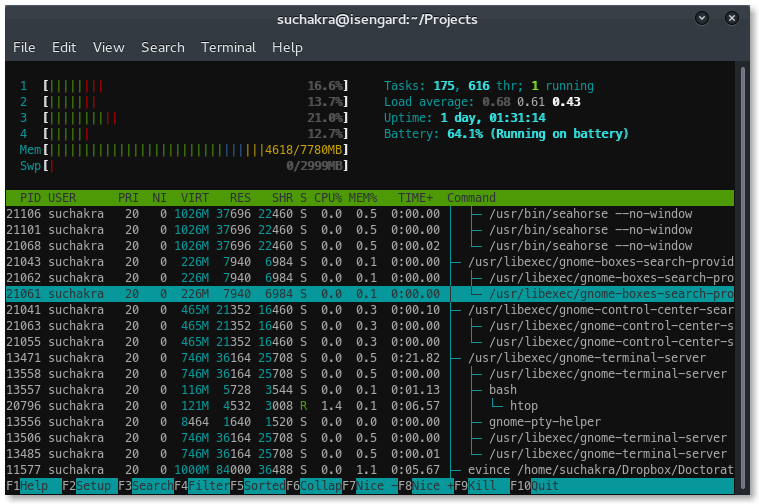 suchakra@isengard:~/Projects
File Edit View Search Terminal Help
1 [|||||||| 16.6%] Tasks: 175, 616 thr; 1 running
2 [||||||| 13.7%] Load average: 0.68 0.61 0.43
3 [|||||||||| 21.0%] Uptime: 1 day, 01:31:14
4 [|||||| 12.7%] Battery: 64.1% (Running on battery)
Mem[|||||||||||||||||||||||||||||||4618/7780MB]
Swp[| 0/2999MB]
PID USER PRI NI VIRT RES SHR S CPU% MEM% TIME+ Command
21106 suchakra 20 0 1026M 37696 22460 S 0.0 0.5 0:00.00 │ ├─ /usr/bin/seahorse --no-window
21101 suchakra 20 0 1026M 37696 22460 S 0.0 0.5 0:00.00 │ ├─ /usr/bin/seahorse --no-window
21068 suchakra 20 0 1026M 37696 22460 S 0.0 0.5 0:00.02 │ └─ /usr/bin/seahorse --no-window
21043 suchakra 20 0 226M 7940 6984 S 0.0 0.1 0:00.00 ├─ /usr/libexec/gnome-boxes-search-provid
21062 suchakra 20 0 226M 7940 6984 S 0.0 0.1 0:00.00 │ ├─ /usr/libexec/gnome-boxes-search-pro
21061 suchakra 20 0 226M 7940 6984 S 0.0 0.1 0:00.00 │ └─ /usr/libexec/gnome-boxes-search-pro
21041 suchakra 20 0 465M 21352 16460 S 0.0 0.3 0:00.10 ├─ /usr/libexec/gnome-control-center-sear
21063 suchakra 20 0 465M 21352 16460 S 0.0 0.3 0:00.00 │ ├─ /usr/libexec/gnome-control-center-s
21055 suchakra 20 0 465M 21352 16460 S 0.0 0.3 0:00.00 │ └─ /usr/libexec/gnome-control-center-s
13471 suchakra 20 0 746M 36164 25708 S 0.0 0.5 0:21.82 ├─ /usr/libexec/gnome-terminal-server
13558 suchakra 20 0 746M 36164 25708 S 0.0 0.5 0:00.00 │ ├─ /usr/libexec/gnome-terminal-server
13557 suchakra 20 0 116M 5728 3544 S 0.0 0.1 0:01.13 │ ├─ bash
20796 suchakra 20 0 121M 4532 3008 R 1.4 0.1 0:06.57 │ │ └─ htop
13556 suchakra 20 0 8464 1640 1520 S 0.0 0.0 0:00.00 │ ├─ gnome-pty-helper
13506 suchakra 20 0 746M 36164 25708 S 0.0 0.5 0:00.00 │ ├─ /usr/libexec/gnome-terminal-server
13485 suchakra 20 0 746M 36164 25708 S 0.0 0.5 0:00.01 │ └─ /usr/libexec/gnome-terminal-server
11577 suchakra 20 0 1000M 84000 36488 S 0.0 1.1 0:05.67 ├─ evince /home/suchakra/Dropbox/Doctorat
F1Help F2Setup F3SearchF4FilterF5SortedF6CollapF7Nice -F8Nice +F9Kill F10Quit